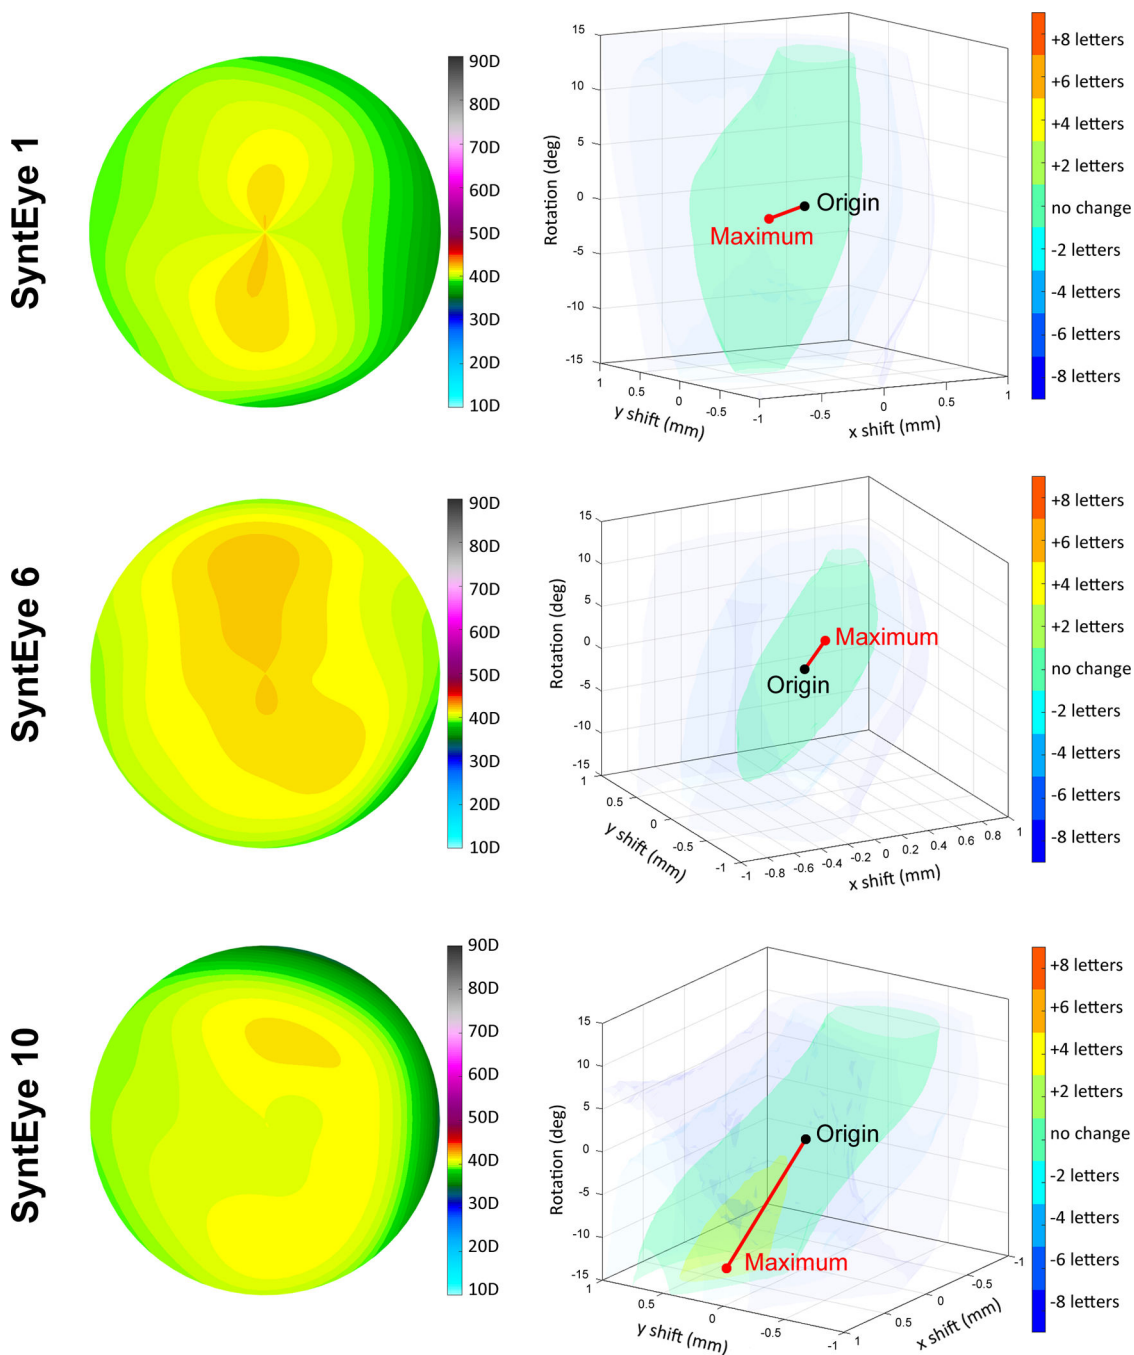 SyntEye 1
90D
80D
70D
60D
50D
40D
30D
20D
10D
Rotation (deg)
15
10
5
0
-5
-10
-15
1
0.5
0
-0.5
-1
y shift (mm)
-0.5
0
0.5
1
x shift (mm)
Origin
Maximum
+8 letters
+6 letters
+4 letters
+2 letters
no change
-2 letters
-4 letters
-6 letters
-8 letters
SyntEye 6
90D
80D
70D
60D
50D
40D
30D
20D
10D
Rotation (deg)
15
10
5
0
-5
-10
-15
1
0.5
0
-0.5
-1
y shift (mm)
-1
-0.8
-0.6
-0.4
-0.2
0
0.2
0.4
0.6
0.8
1
x shift (mm)
Maximum
Origin
+8 letters
+6 letters
+4 letters
+2 letters
no change
-2 letters
-4 letters
-6 letters
-8 letters
SyntEye 10
90D
80D
70D
60D
50D
40D
30D
20D
10D
Rotation (deg)
15
10
5
0
-5
-10
-15
1
0.5
0
-0.5
-1
y shift (mm)
1
0.5
0
-0.5
-1
x shift (mm)
Origin
Maximum
+8 letters
+6 letters
+4 letters
+2 letters
no change
-2 letters
-4 letters
-6 letters
-8 letters